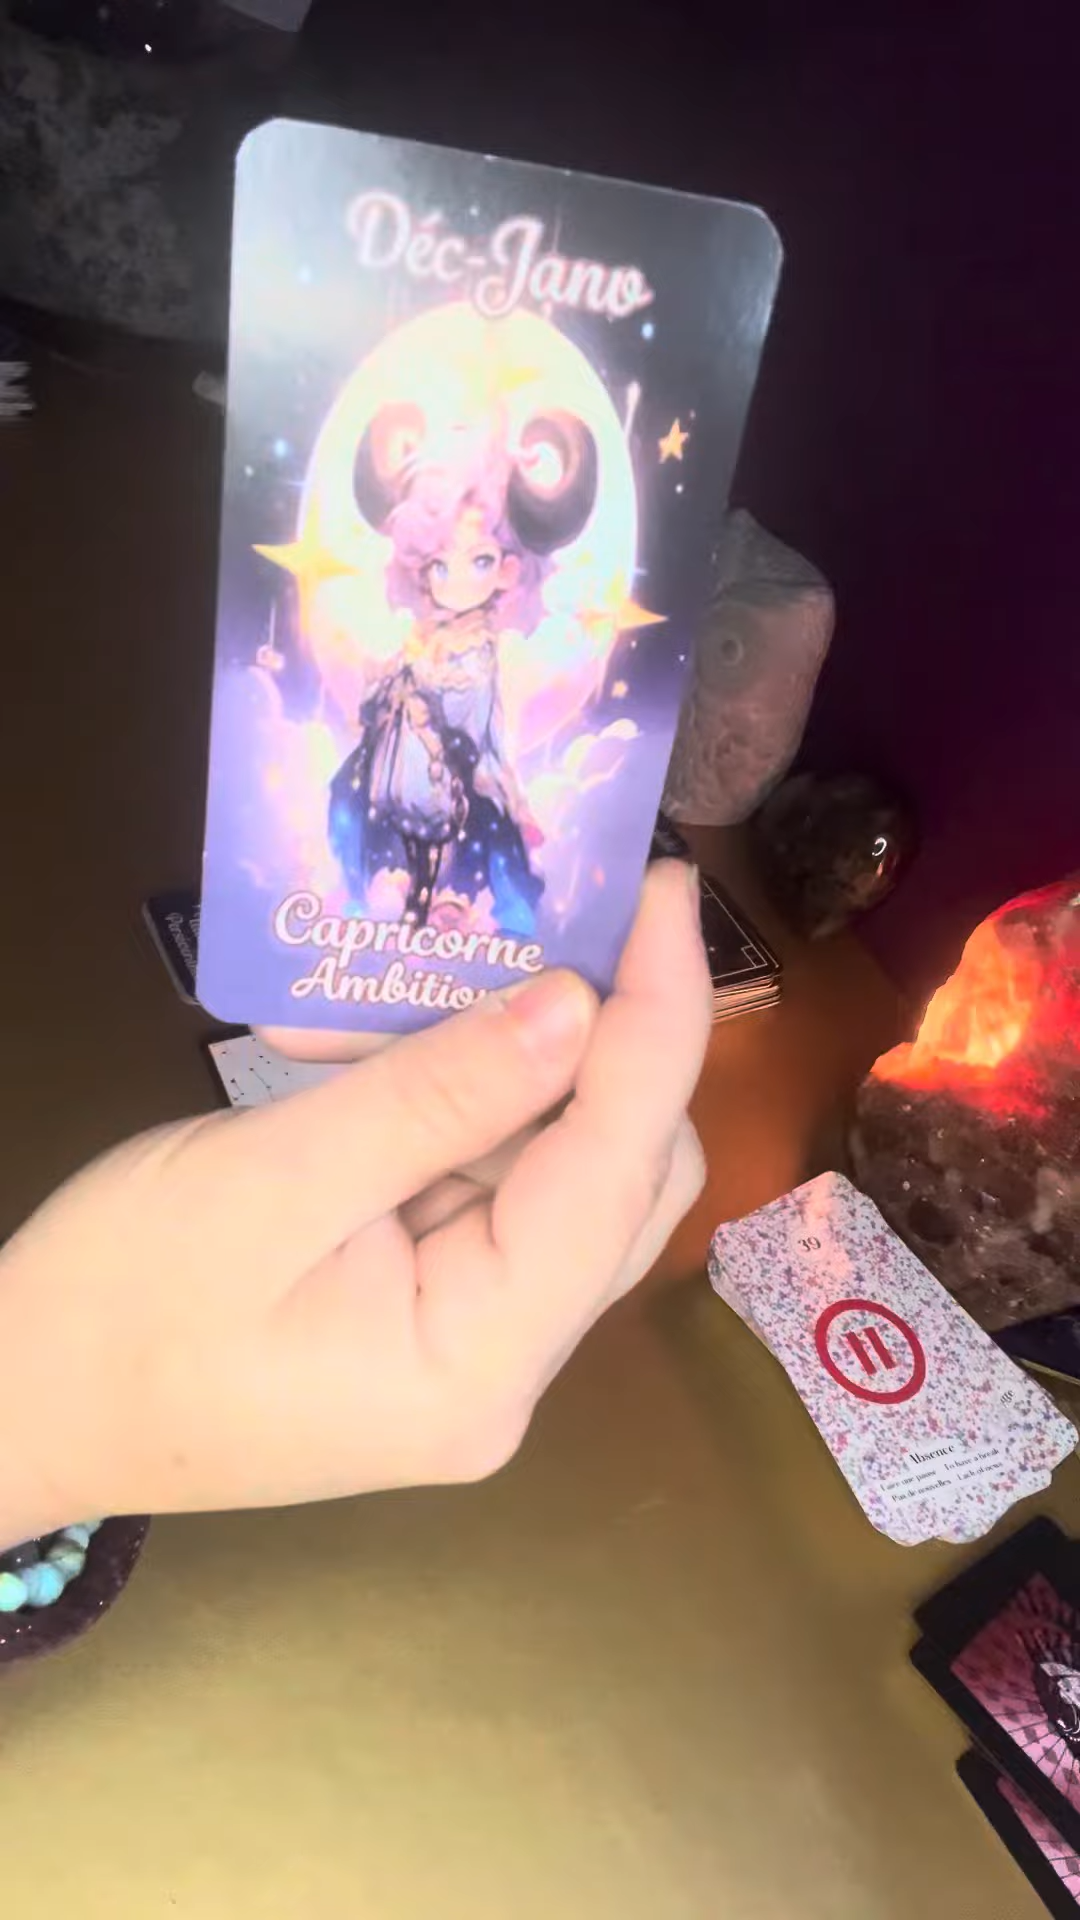 Déc-Janv
Capricorne
Ambition
39
Absence
Faire une pause To have a break
Pas de nouvelles Lack of news